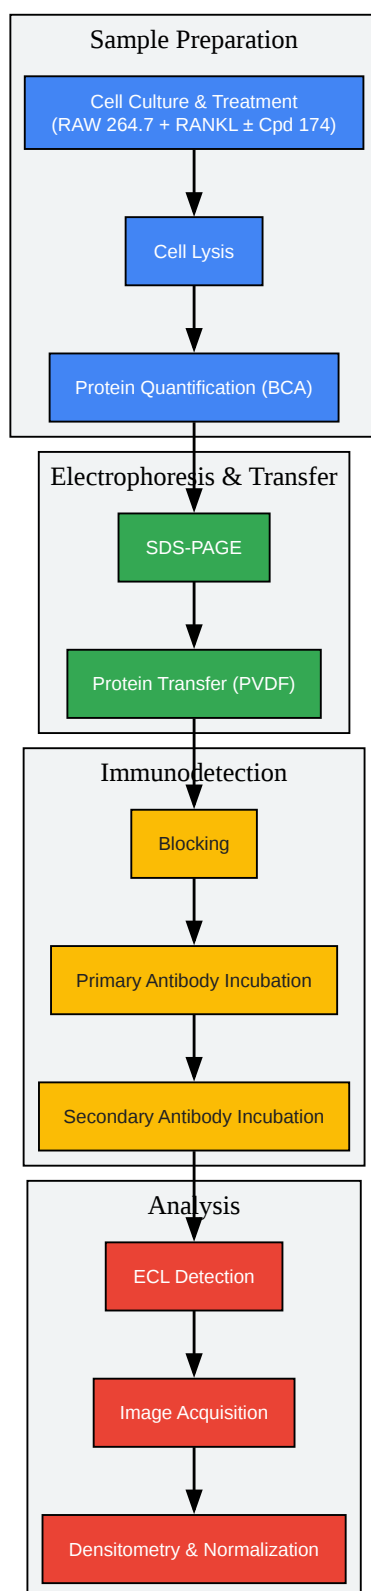 Sample Preparation
Cell Culture & Treatment
(RAW 264.7 + RANKL ± Cpd 174)
Cell Lysis
Protein Quantification (BCA)
Electrophoresis & Transfer
SDS-PAGE
Protein Transfer (PVDF)
Immunodetection
Blocking
Primary Antibody Incubation
Secondary Antibody Incubation
Analysis
ECL Detection
Image Acquisition
Densitometry & Normalization